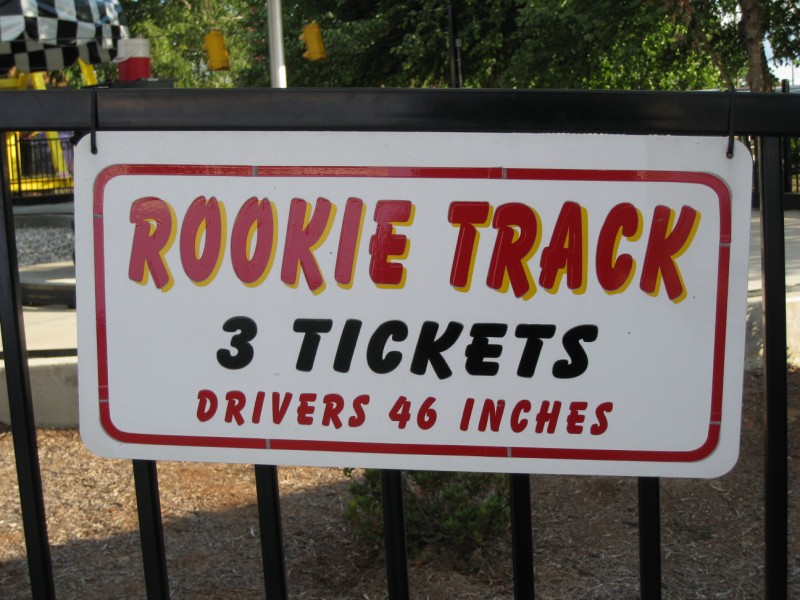 ROOKIE TRACK
3 TICKETS
DRIVERS 46 INCHES